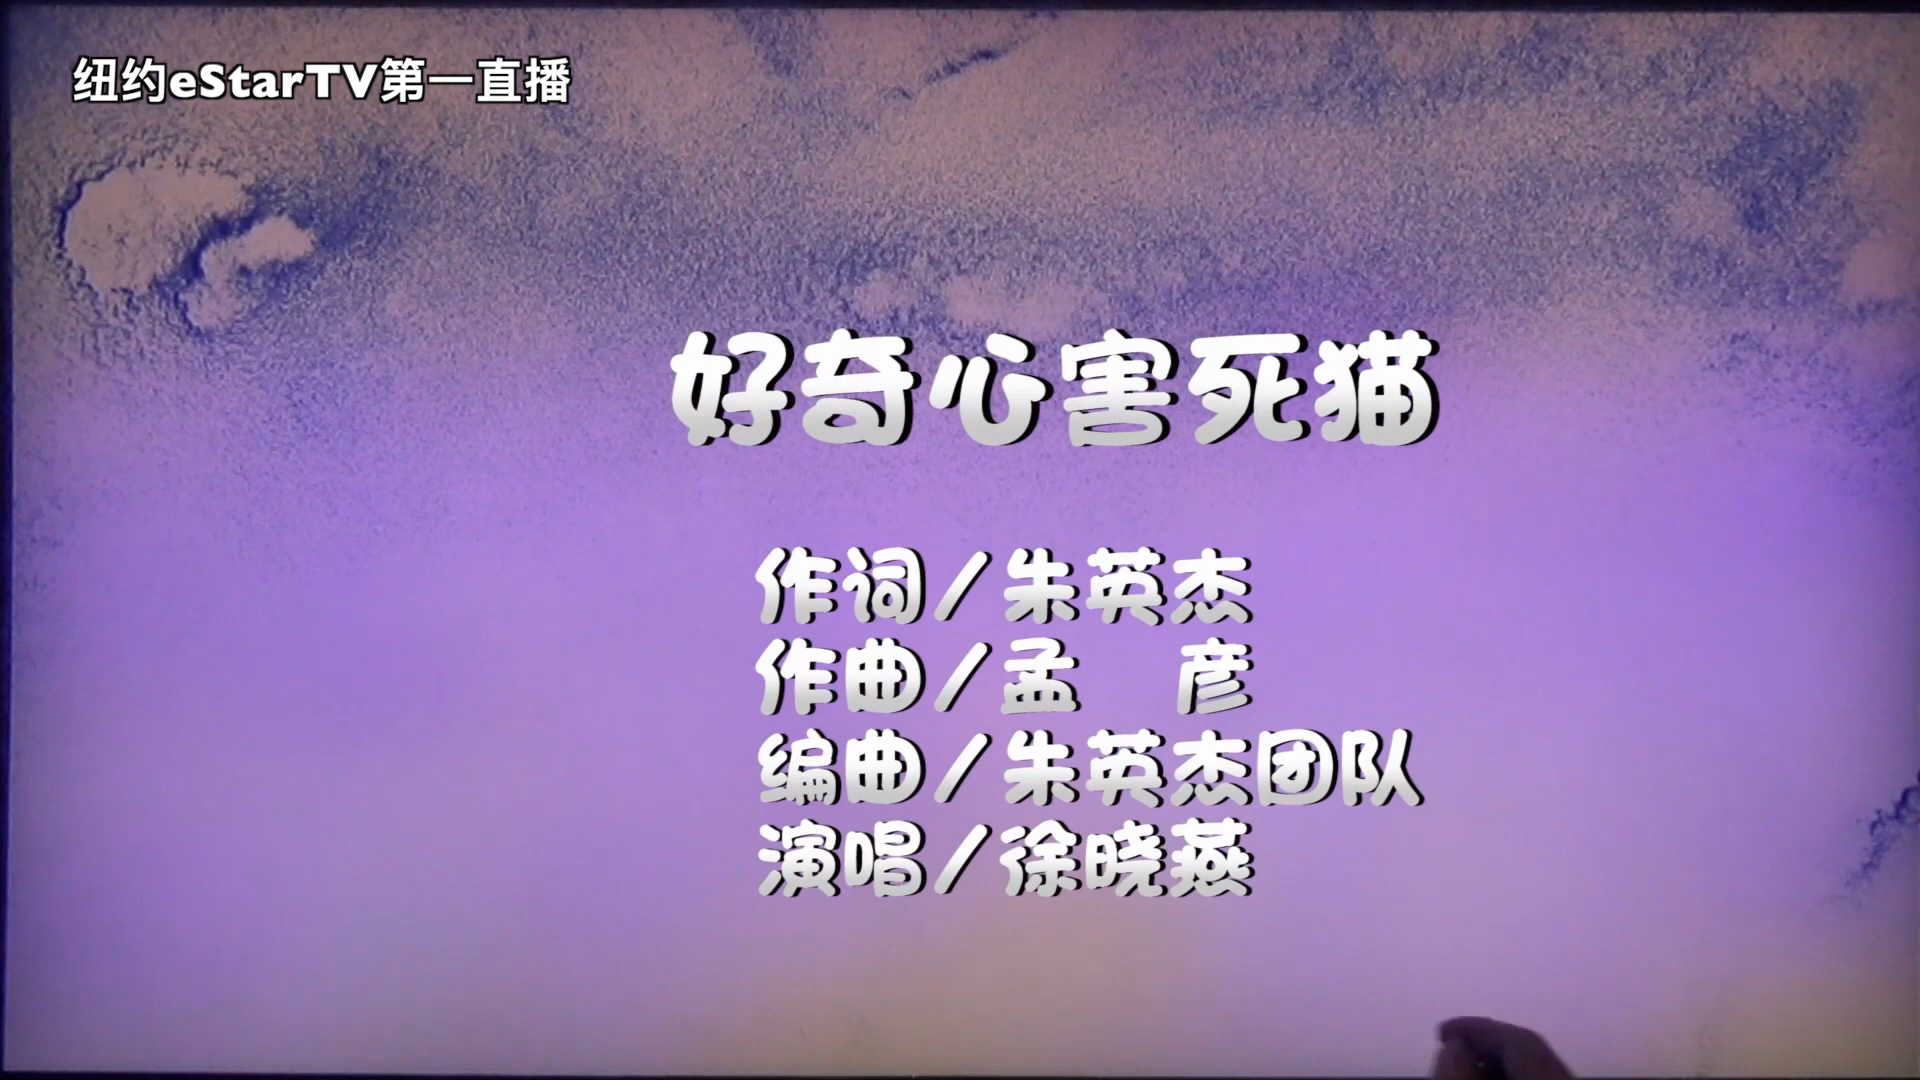 纽约eStarTV第一直播
好奇心害死猫
作词/朱英杰
作曲/孟　彦
编曲/朱英杰团队
演唱/徐晓燕